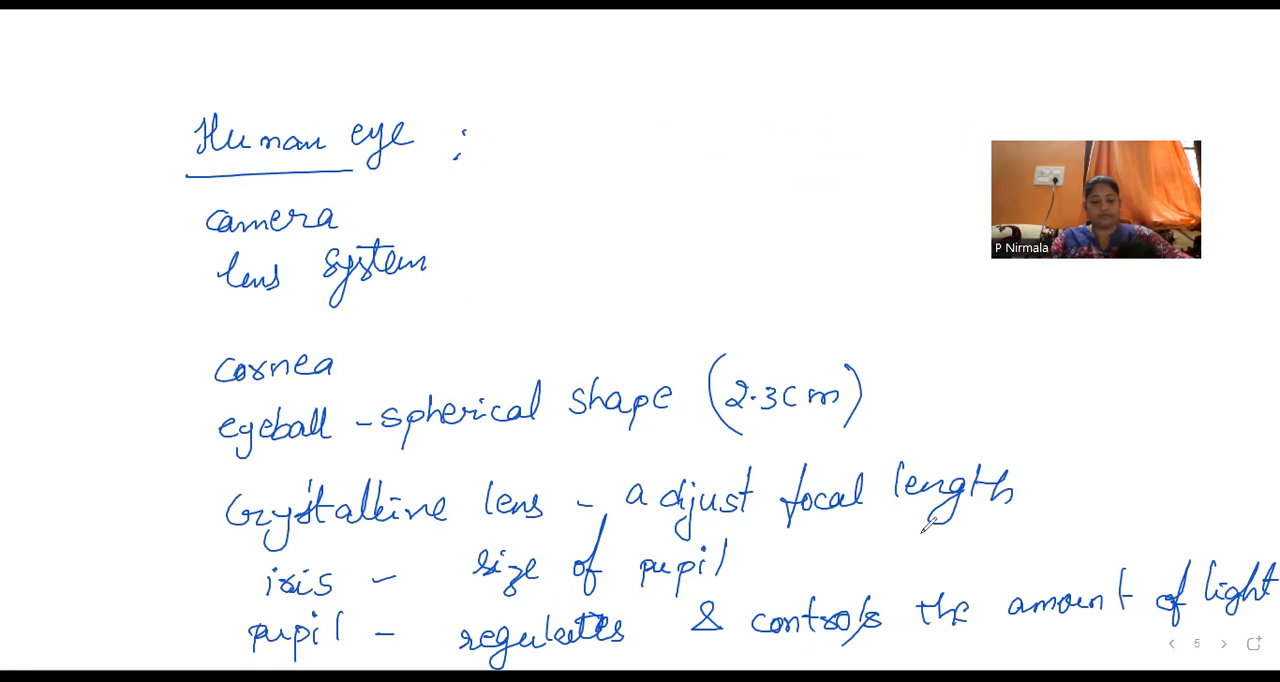 Human eye :
camera
lens system
P Nirmala
cornea
eyeball - spherical shape (2.3cm)
Crystalline lens - adjust focal length
iris - size of pupil
pupil - regulates & controls the amount of light
5